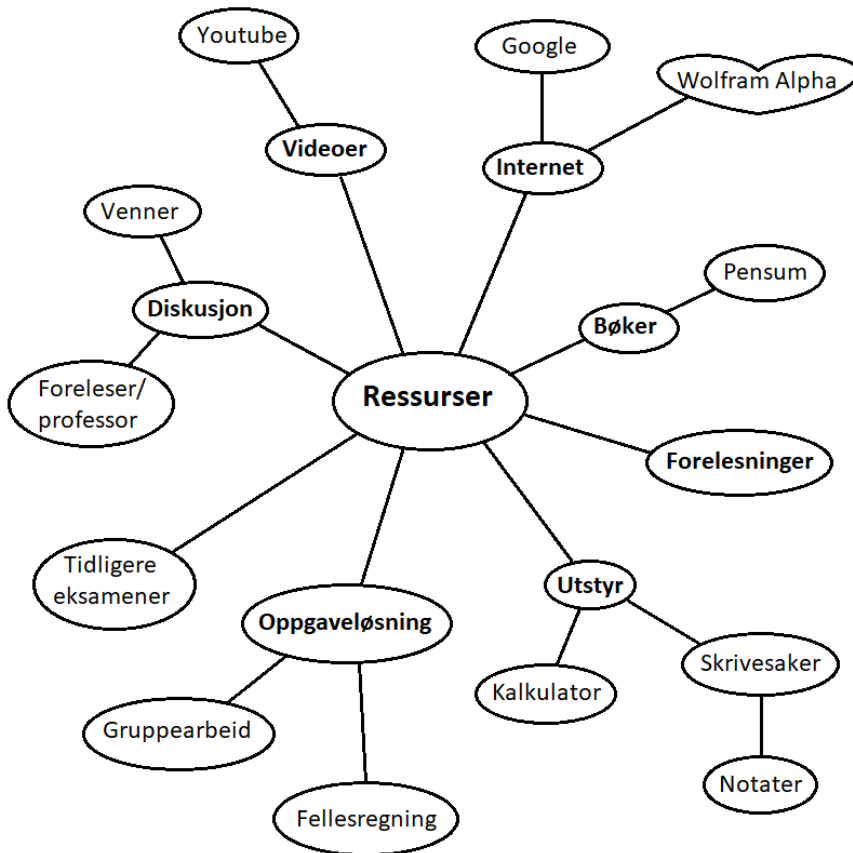 Youtube
Google
Wolfram Alpha
Videoer
Internet
Venner
Pensum
Diskusjon
Bøker
Foreleser/
professor
Ressurser
Forelesninger
Tidligere
eksamener
Utstyr
Oppgaveløsning
Skrivesaker
Kalkulator
Gruppearbeid
Notater
Fellesregning